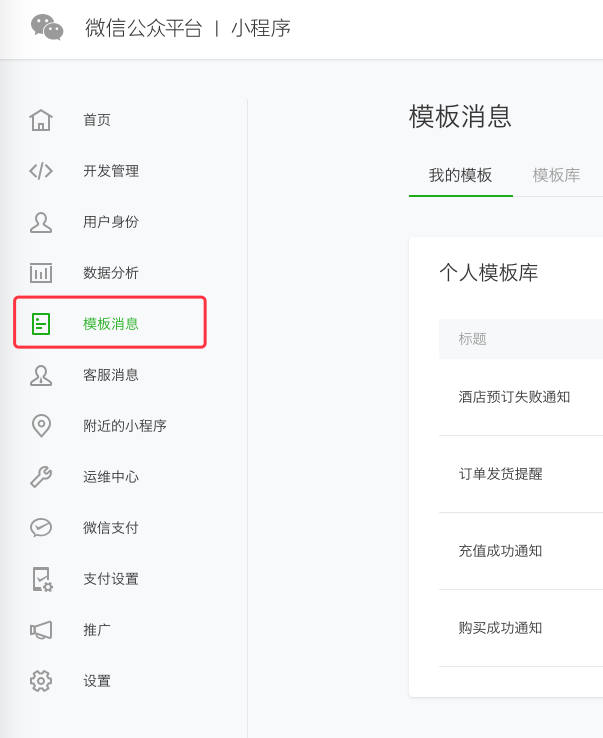 微信公众平台 | 小程序
首页
开发管理
用户身份
数据分析
模板消息
客服消息
附近的小程序
运维中心
微信支付
支付设置
推广
设置
模板消息
我的模板 模板库
个人模板库
标题
酒店预订失败通知
订单发货提醒
充值成功通知
购买成功通知